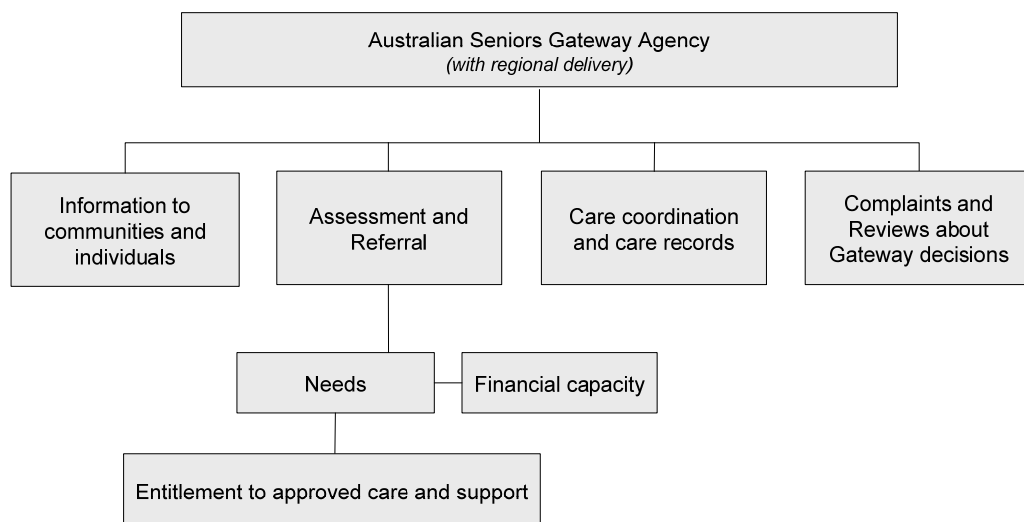 Australian Seniors Gateway Agency
(with regional delivery)
Information to
communities and
individuals
Assessment and
Referral
Care coordination
and care records
Complaints and
Reviews about
Gateway decisions
Needs
Financial capacity
Entitlement to approved care and support